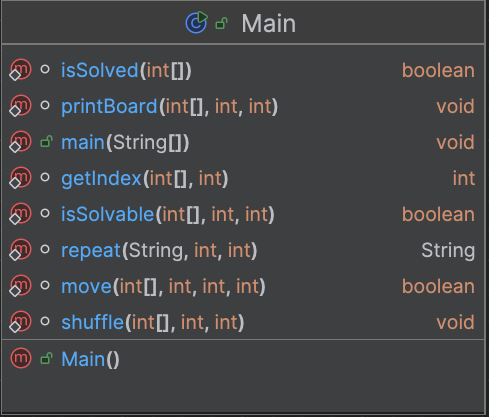 Main
isSolved(int[]) boolean
printBoard(int[], int, int) void
main(String[]) void
getIndex(int[], int) int
isSolvable(int[], int, int) boolean
repeat(String, int, int) String
move(int[], int, int, int) boolean
shuffle(int[], int, int) void
Main()